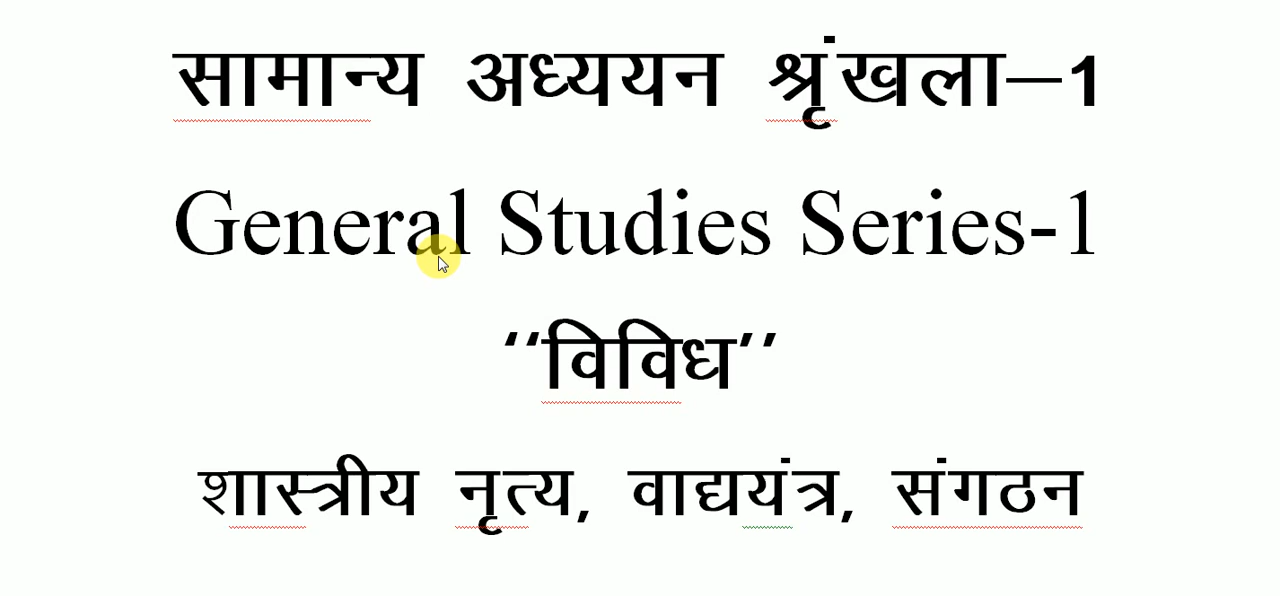 सामान्य अध्ययन श्रृंखला–1
General Studies Series-1
‘‘विविध’’
शास्त्रीय नृत्य, वाद्ययंत्र, संगठन